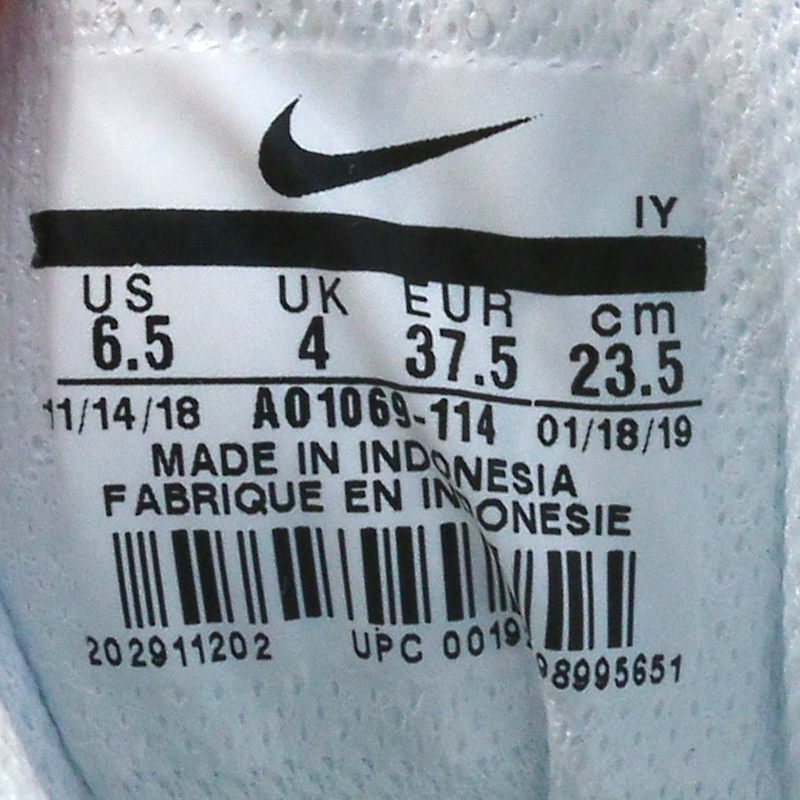 IY
US UK EUR cm
6.5 4 37.5 23.5
11/14/18 AO1069-114 01/18/19
MADE IN INDONESIA
FABRIQUE EN INDONESIE
202911202 UPC 0019
98995651